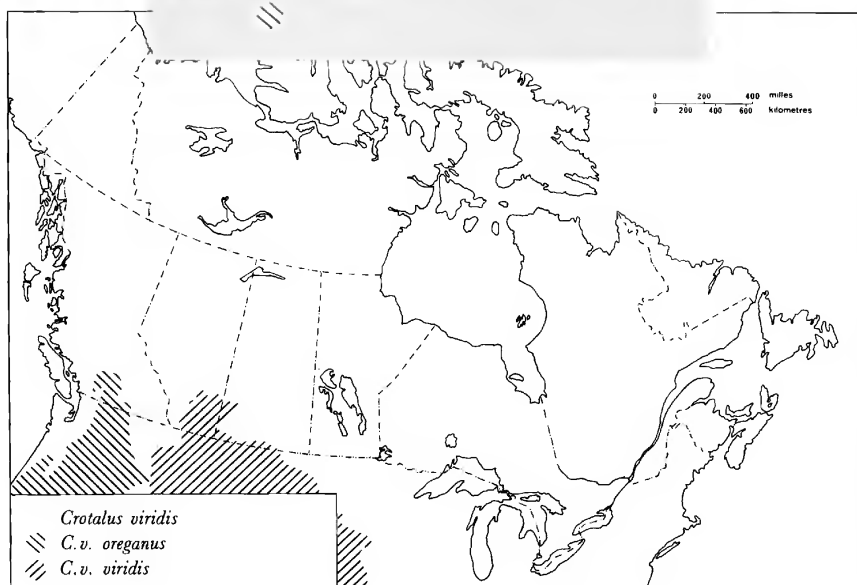 0 200 400 milles
0 200 400 600 kilometres
Crotalus viridis
C.v. oreganus
C.v. viridis